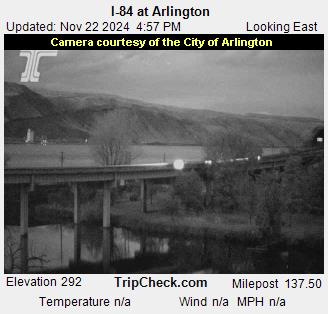 I-84 at Arlington
Updated: Nov 22 2024 4:57 PM Looking East
Camera courtesy of the City of Arlington
Elevation 292 TripCheck.com Milepost 137.50
Temperature n/a Wind n/a MPH n/a